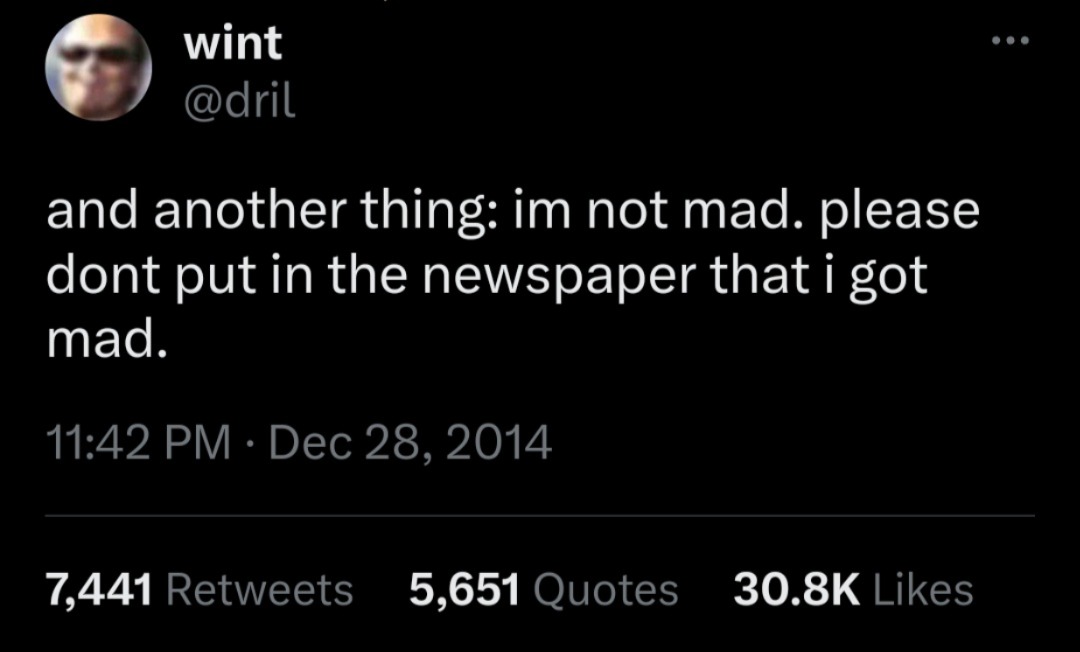 wint
@dril
and another thing: im not mad. please
dont put in the newspaper that i got
mad.
11:42 PM · Dec 28, 2014
7,441 Retweets 5,651 Quotes 30.8K Likes